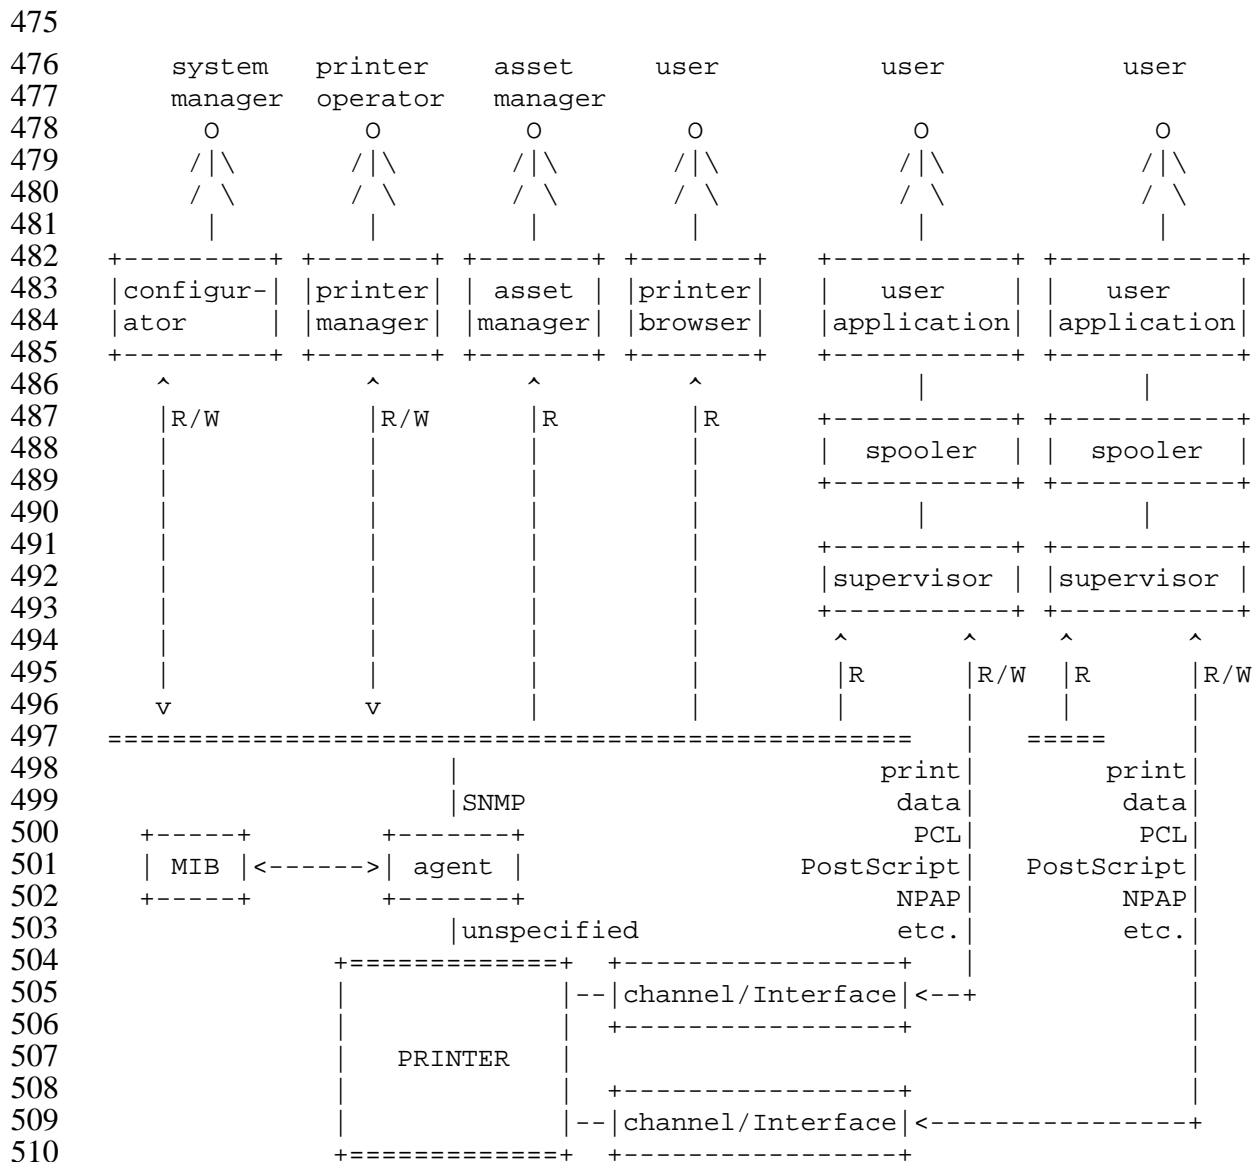 475
476 system printer asset user user user
477 manager operator manager
478 O O O O O O
479 /|\ /|\ /|\ /|\ /|\ /|\
480 / \ / \ / \ / \ / \ / \
481 | | | | | |
482 +---------+ +-------+ +-------+ +-------+ +-----------+ +-----------+
483 |configur-| |printer| | asset | |printer| | user | | user |
484 |ator | |manager| |manager| |browser| |application| |application|
485 +---------+ +-------+ +-------+ +-------+ +-----------+ +-----------+
486 ^ ^ ^ ^ | |
487 |R/W |R/W |R |R +-----------+ +-----------+
488 | | | | | spooler | | spooler |
489 | | | | +-----------+ +-----------+
490 | | | | | |
491 | | | | +-----------+ +-----------+
492 | | | | |supervisor | |supervisor |
493 | | | | +-----------+ +-----------+
494 | | | | ^ ^ ^ ^
495 | | | | |R |R/W |R |R/W
496 v v | | | | | |
497 ================================================== | ===== |
498 | print| print|
499 |SNMP data| data|
500 +-----+ +-------+ PCL| PCL|
501 | MIB |<------>| agent | PostScript| PostScript|
502 +-----+ +-------+ NPAP| NPAP|
503 |unspecified etc.| etc.|
504 +=============+ +-----------------+ | |
505 | |--|channel/Interface|<--+ |
506 | | +-----------------+ |
507 | PRINTER | |
508 | | +-----------------+ |
509 | |--|channel/Interface|<----------------+
510 +=============+ +-----------------+